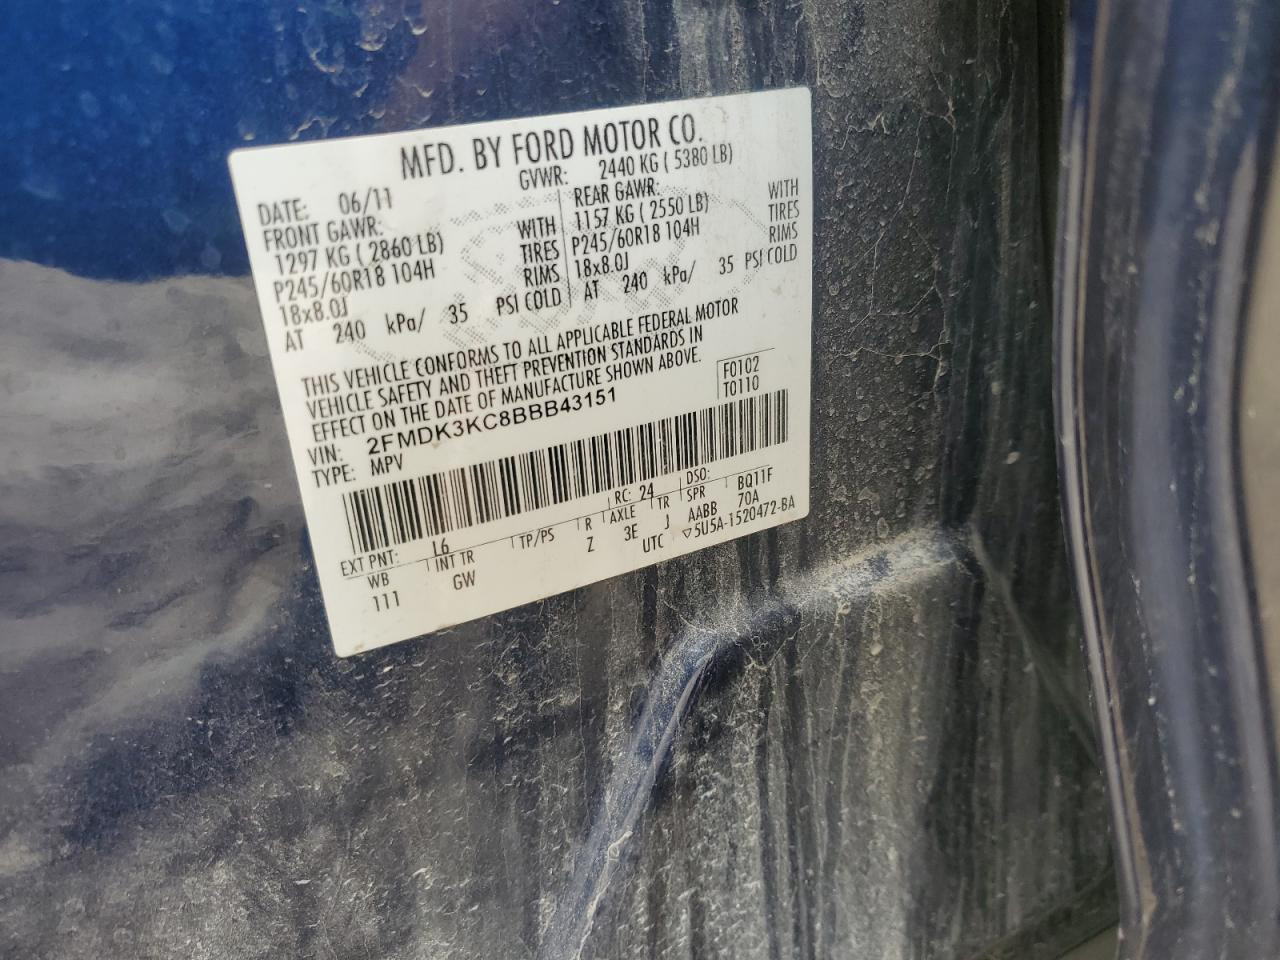 MFD. BY FORD MOTOR CO.
DATE: 06/11 GVWR: 2440 KG ( 5380 LB)
FRONT GAWR: REAR GAWR:
1297 KG ( 2860 LB) WITH 1157 KG ( 2550 LB) WITH
P245/60R18 104H TIRES P245/60R18 104H TIRES
18x8.0J RIMS 18x8.0J RIMS
AT 240 kPa/ 35 PSI COLD AT 240 kPa/ 35 PSI COLD
THIS VEHICLE CONFORMS TO ALL APPLICABLE FEDERAL MOTOR
VEHICLE SAFETY AND THEFT PREVENTION STANDARDS IN
EFFECT ON THE DATE OF MANUFACTURE SHOWN ABOVE.
VIN: 2FMDK3KC8BBB43151 F0102
TYPE: MPV T0110
EXT PNT: L6 RC: 24 DSO:
WB INT TR TP/PS R AXLE TR SPR BQ11F
111 GW Z 3E J AABB 70A
UTC ▽5U5A-1520472-BA